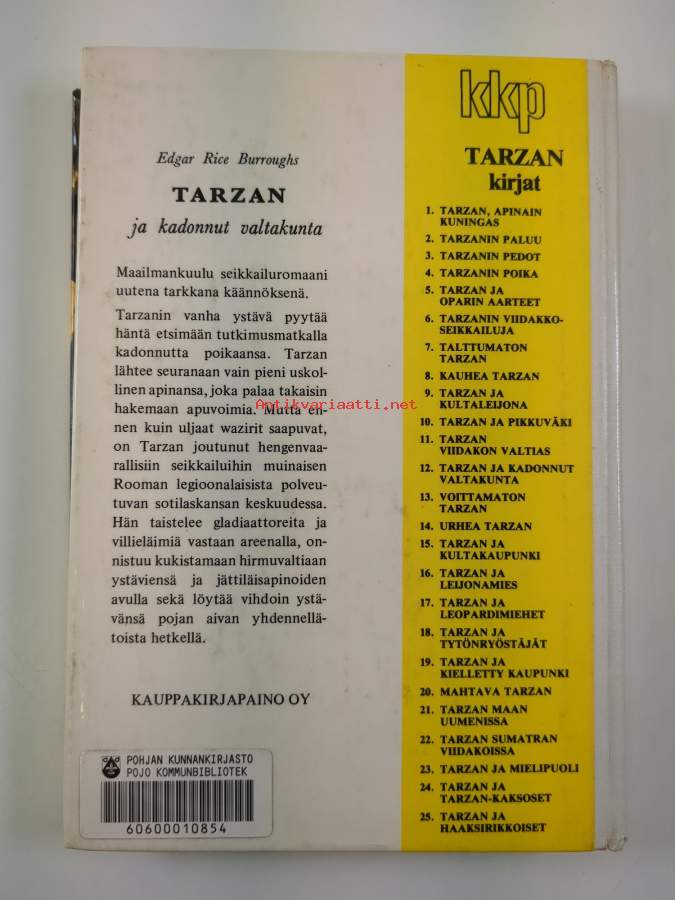 Edgar Rice Burroughs
TARZAN
ja kadonnut valtakunta
Maailmankuulu seikkailuromaani
uutena tarkkana käännöksenä.
Tarzanin vanha ystävä pyytää
häntä etsimään tutkimusmatkalla
kadonnutta poikaansa. Tarzan
lähtee seuranaan vain pieni uskol-
linen apinansa, joka palaa takaisin
hakemaan apuvoimia. Mutta en-
nen kuin uljaat wazirit saapuvat,
on Tarzan joutunut hengenvaa-
rallisiin seikkailuihin muinaisen
Rooman legioonalaisista polveu-
tuvan sotilaskansan keskuudessa.
Hän taistelee gladiaattoreita ja
villieläimiä vastaan areenalla, on-
nistuu kukistamaan hirmuvaltiaan
ystäviensä ja jättiläisapinoiden
avulla sekä löytää vihdoin ystä-
vänsä pojan aivan yhdennellä-
toista hetkellä.
KAUPPAKIRJAPAINO OY
POHJAN KUNNANKIRJASTO
POJO KOMMUNBIBLIOTEK
60600010854
kkp
TARZAN
kirjat
1. TARZAN, APINAIN
KUNINGAS
2. TARZANIN PALUU
3. TARZANIN PEDOT
4. TARZANIN POIKA
5. TARZAN JA
OPARIN AARTEET
6. TARZANIN VIIDAKKO-
SEIKKAILUJA
7. TALTTUMATON
TARZAN
8. KAUHEA TARZAN
9. TARZAN JA
KULTALEIJONA
10. TARZAN JA PIKKUVÄKI
11. TARZAN
VIIDAKON VALTIAS
12. TARZAN JA KADONNUT
VALTAKUNTA
13. VOITTAMATON
TARZAN
14. URHEA TARZAN
15. TARZAN JA
KULTAKAUPUNKI
16. TARZAN JA
LEIJONAMIES
17. TARZAN JA
LEOPARDIMIEHET
18. TARZAN JA
TYTÖNRYÖSTÄJÄT
19. TARZAN JA
KIELLETTY KAUPUNKI
20. MAHTAVA TARZAN
21. TARZAN MAAN
UUMENISSA
22. TARZAN SUMATRAN
VIIDAKOISSA
23. TARZAN JA MIELIPUOLI
24. TARZAN JA
TARZAN-KAKSOSET
25. TARZAN JA
HAAKSIRIKKOISET
Antikvariaatti.net